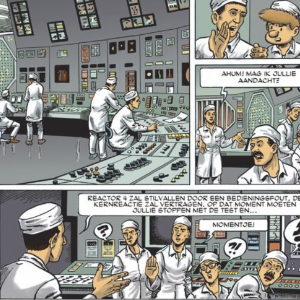 AHUM! MAG IK JULLIE
AANDACHT?
REACTOR 4 ZAL STILVALLEN DOOR EEN BEDIENINGSFOUT, DE
KERNREACTIE ZAL VERTRAGEN. OP DAT MOMENT MOETEN
JULLIE STOPPEN MET DE TEST EN...
?
MOMENTJE!
?
?!